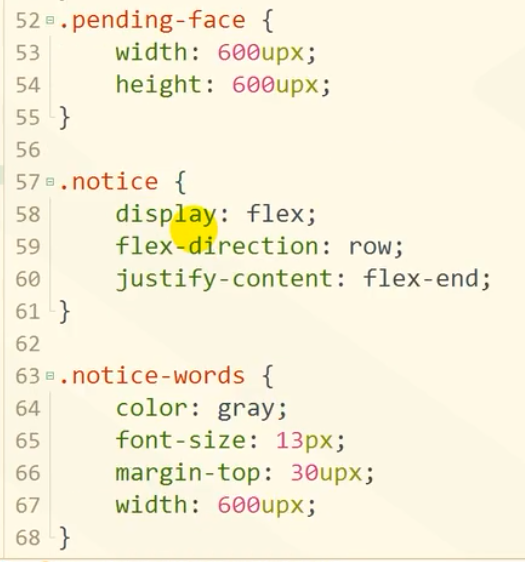 52 .pending-face {
53     width: 600upx;
54     height: 600upx;
55 }
56
57 .notice {
58     display: flex;
59     flex-direction: row;
60     justify-content: flex-end;
61 }
62
63 .notice-words {
64     color: gray;
65     font-size: 13px;
66     margin-top: 30upx;
67     width: 600upx;
68 }